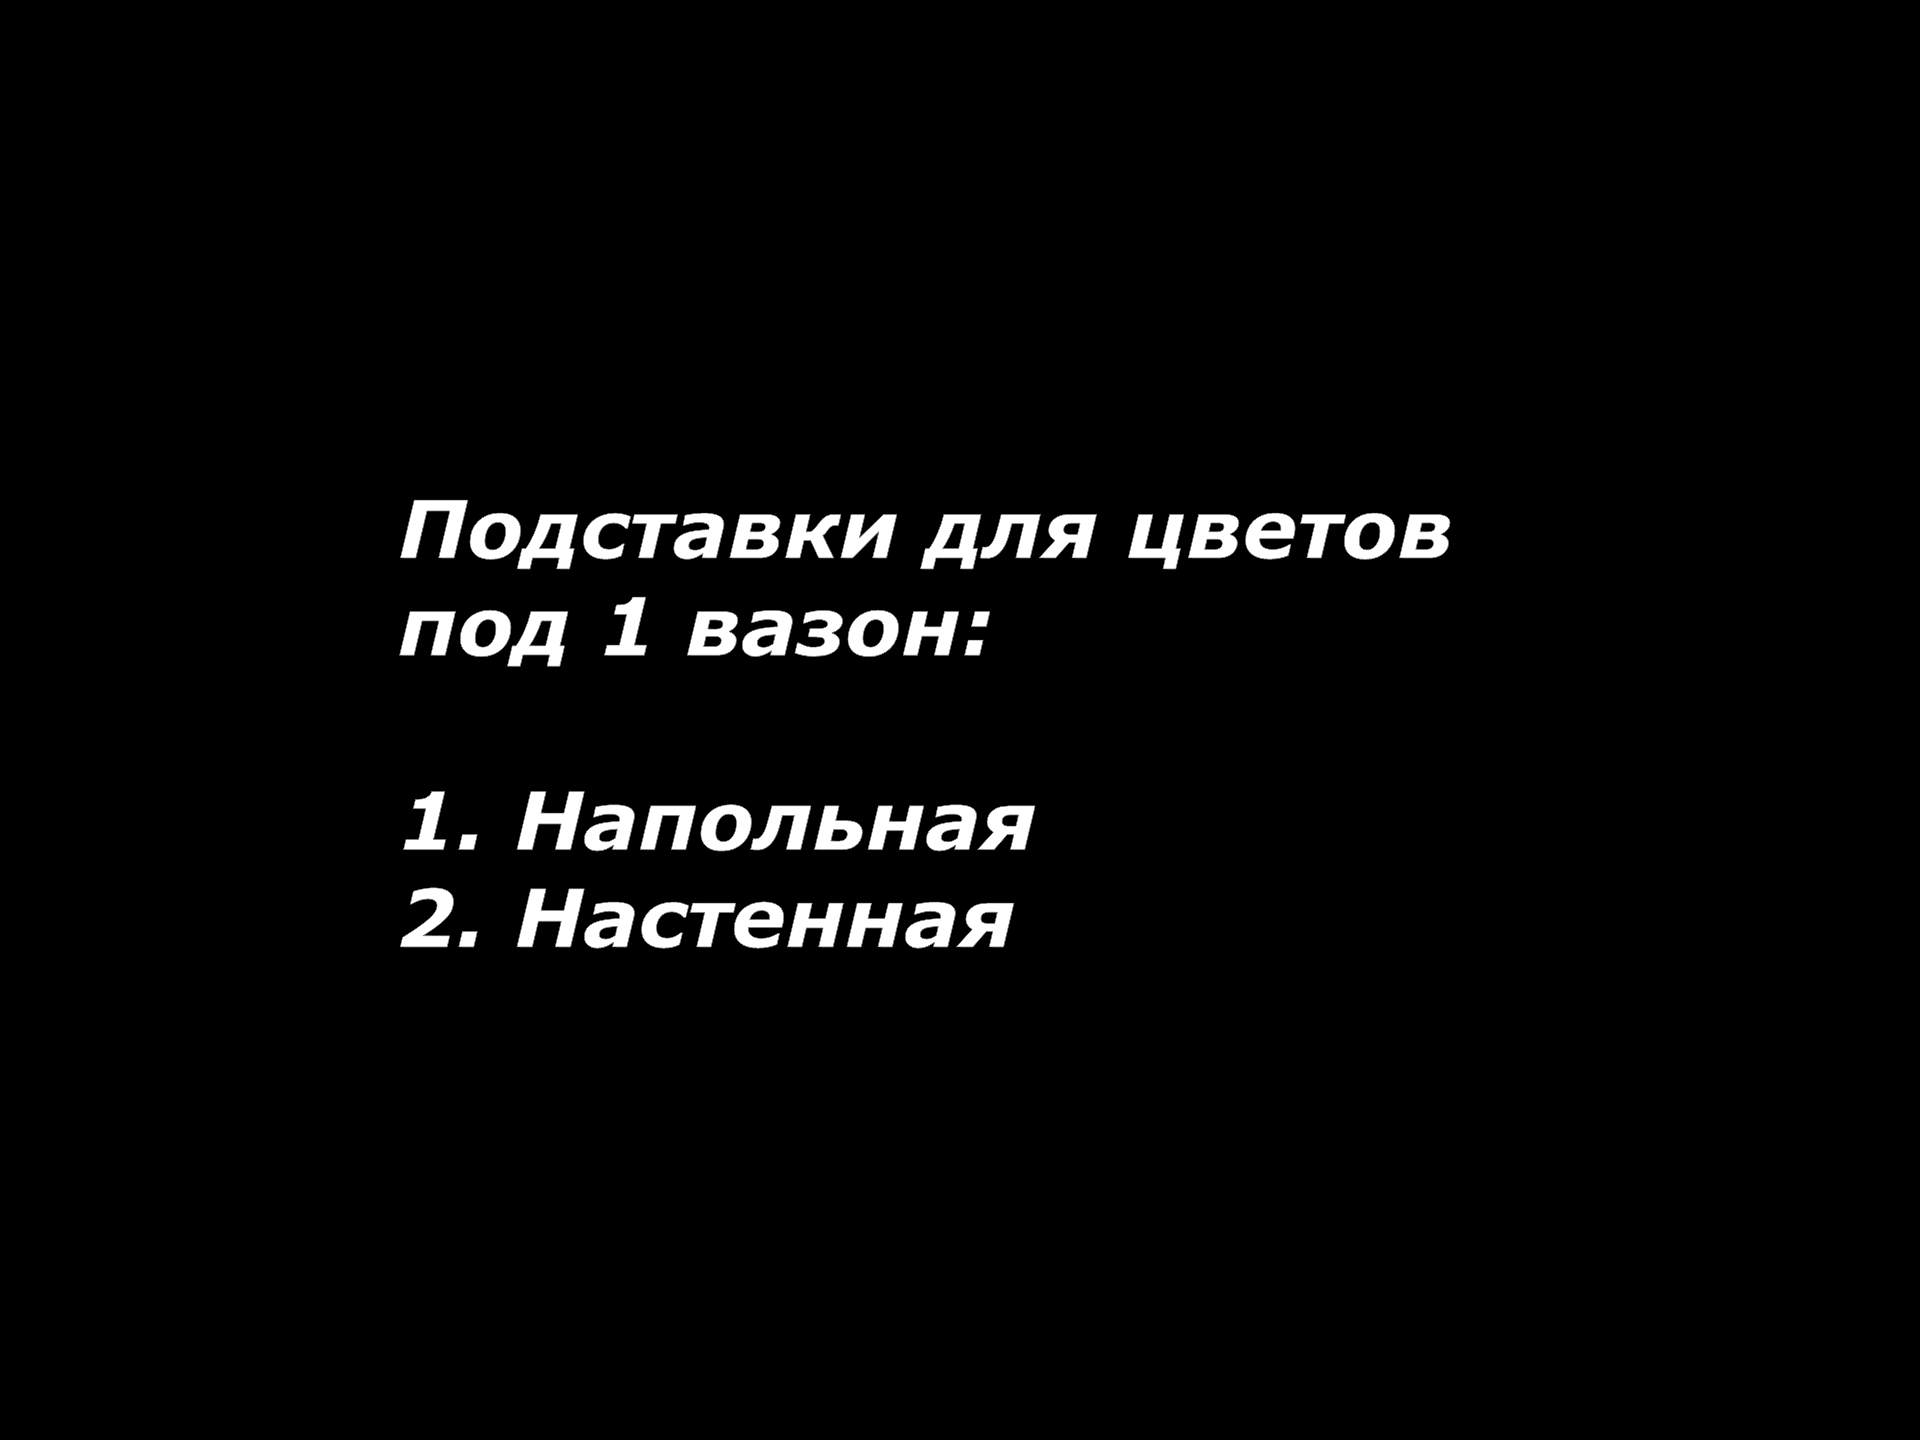 Подставки для цветов
под 1 вазон:
1. Напольная
2. Настенная